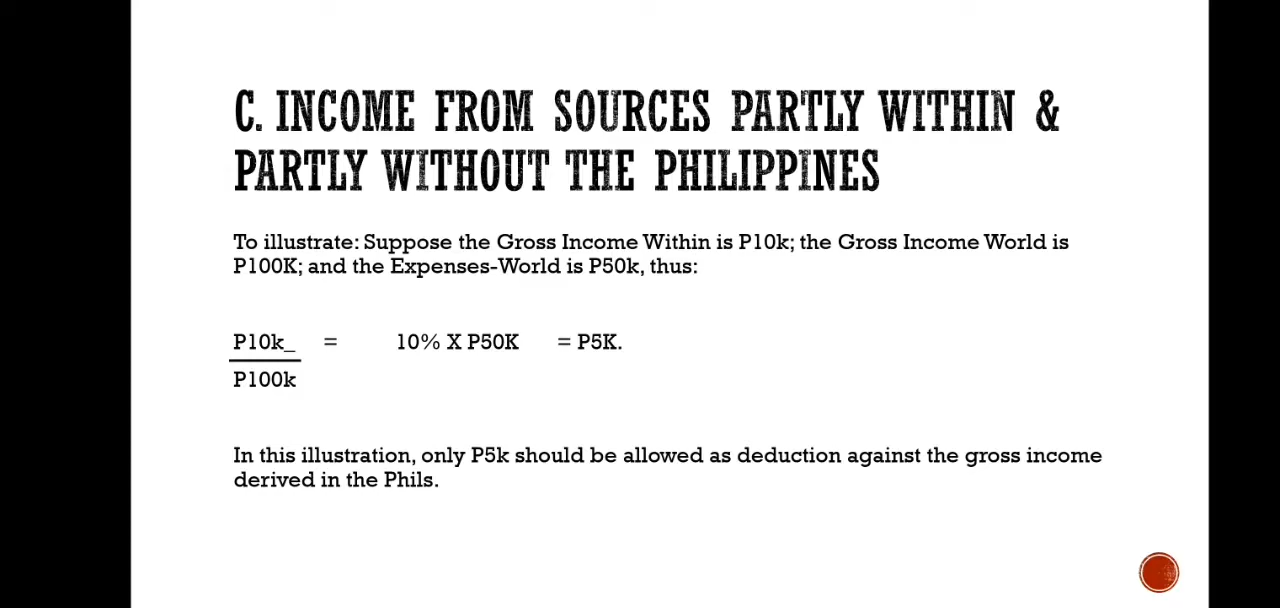 C. INCOME FROM SOURCES PARTLY WITHIN &
PARTLY WITHOUT THE PHILIPPINES
To illustrate: Suppose the Gross Income Within is P10k; the Gross Income World is
P100K; and the Expenses-World is P50k, thus:
P10k_ = 10% X P50K = P5K.
P100k
In this illustration, only P5k should be allowed as deduction against the gross income
derived in the Phils.